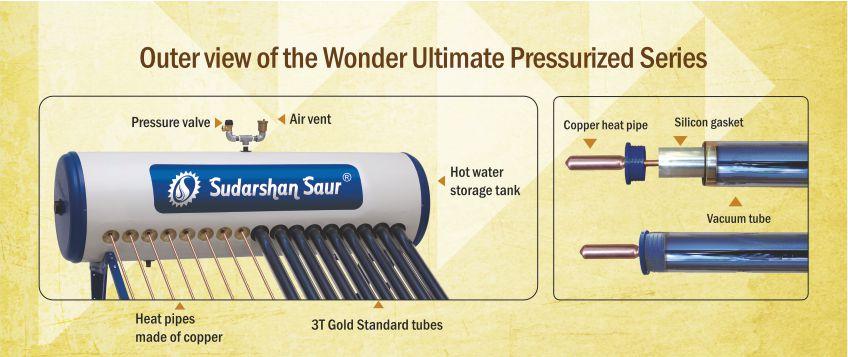 Outer view of the Wonder Ultimate Pressurized Series
Pressure valve
Air vent
Sudarshan Saur®
Hot water
storage tank
Heat pipes
made of copper
3T Gold Standard tubes
Copper heat pipe
Silicon gasket
Vacuum tube